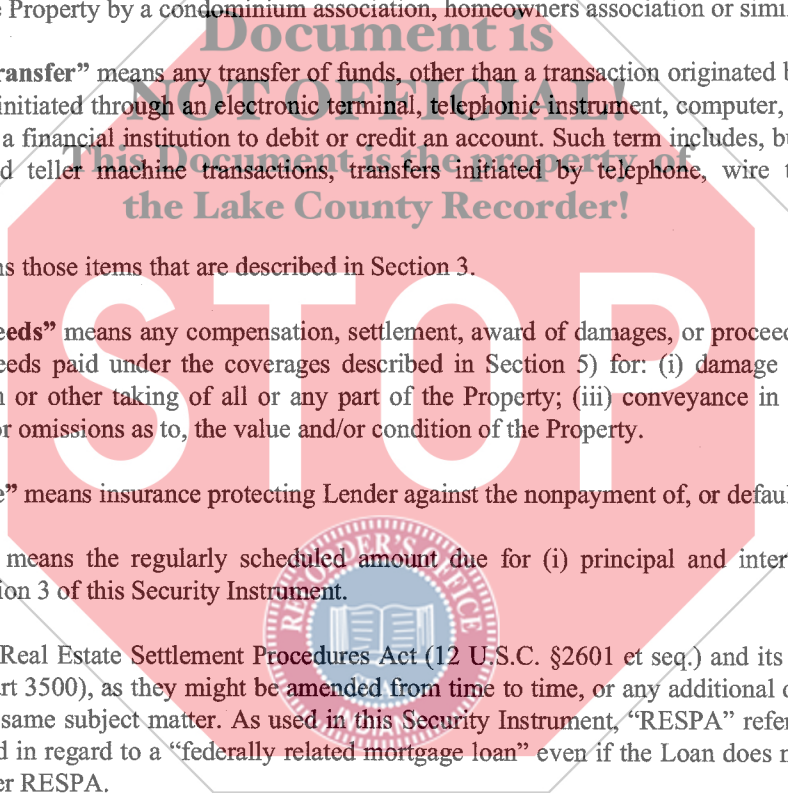 e Property by a condominium association, homeowners association or simi
Document is
ransfer” means any transfer of funds, other than a transaction originated b
NOT OFFICIAL!
initiated through an electronic terminal, telephonic instrument, computer,
a financial institution to debit or credit an account. Such term includes, bu
This Document is the property of
d teller machine transactions, transfers initiated by telephone, wire t
the Lake County Recorder!
ns those items that are described in Section 3.
STOP
eeds” means any compensation, settlement, award of damages, or proceed
eeds paid under the coverages described in Section 5) for: (i) damage
n or other taking of all or any part of the Property; (iii) conveyance in
or omissions as to, the value and/or condition of the Property.
e” means insurance protecting Lender against the nonpayment of, or defaul
means the regularly scheduled amount due for (i) principal and inter
ion 3 of this Security Instrument.
RECORDER'S OFFICE
SEAL
INDIANA
Real Estate Settlement Procedures Act (12 U.S.C. §2601 et seq.) and its
art 3500), as they might be amended from time to time, or any additional o
same subject matter. As used in this Security Instrument, “RESPA” refer
d in regard to a “federally related mortgage loan” even if the Loan does n
er RESPA.